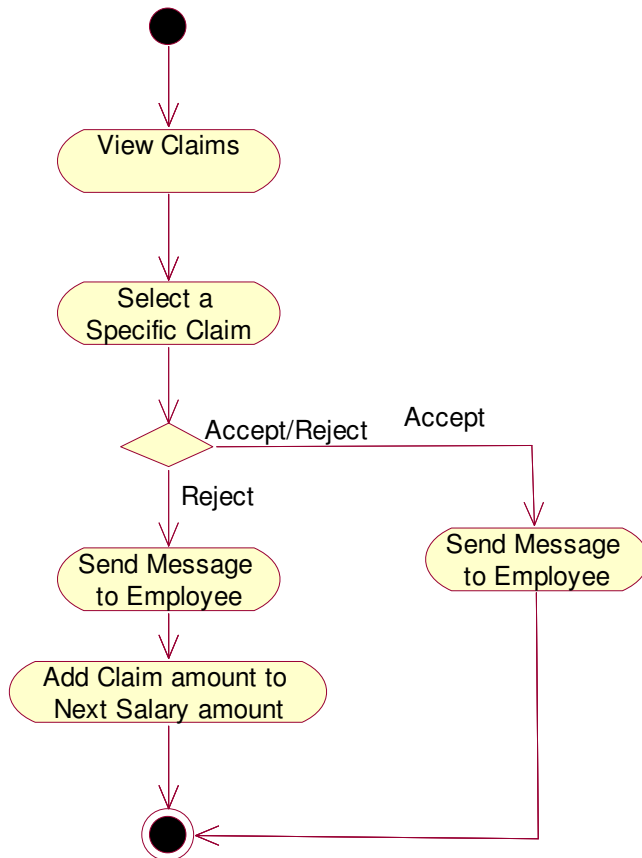 View Claims
Select a
Specific Claim
Accept/Reject
Accept
Reject
Send Message
to Employee
Send Message
to Employee
Add Claim amount to
Next Salary amount